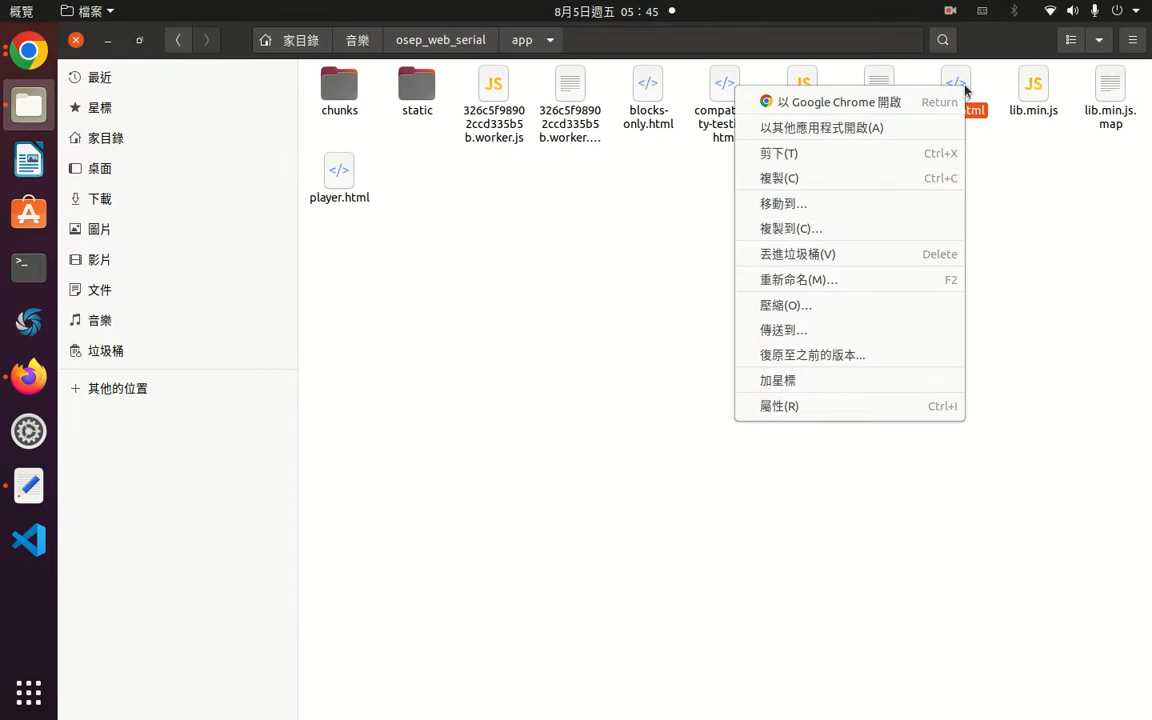 概覽
檔案
8月5日週五 05：45
家目錄
音樂
osep_web_serial
app
最近
星標
家目錄
桌面
下載
圖片
影片
文件
音樂
垃圾桶
其他的位置
chunks
static
JS
326c5f9890
2ccd335b5
b.worker.js
326c5f9890
2ccd335b5
b.worker....
</>
blocks-
only.html
</>
compat
ty-testi
htm
JS
</>
tml
JS
lib.min.js
lib.min.js.
map
</>
player.html
以 Google Chrome 開啟 Return
以其他應用程式開啟(A)
剪下(T) Ctrl+X
複製(C) Ctrl+C
移動到…
複製到(C)…
丟進垃圾桶(V) Delete
重新命名(M)… F2
壓縮(O)…
傳送到…
復原至之前的版本...
加星標
屬性(R) Ctrl+I